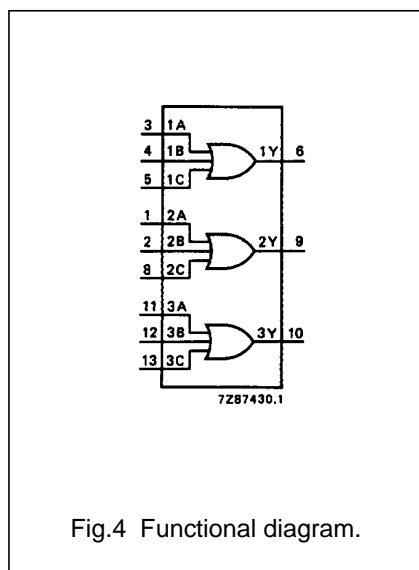 3 1A
4 1B 1Y 6
5 1C
1 2A
2 2B 2Y 9
8 2C
11 3A
12 3B 3Y 10
13 3C
7Z87430.1
Fig.4 Functional diagram.